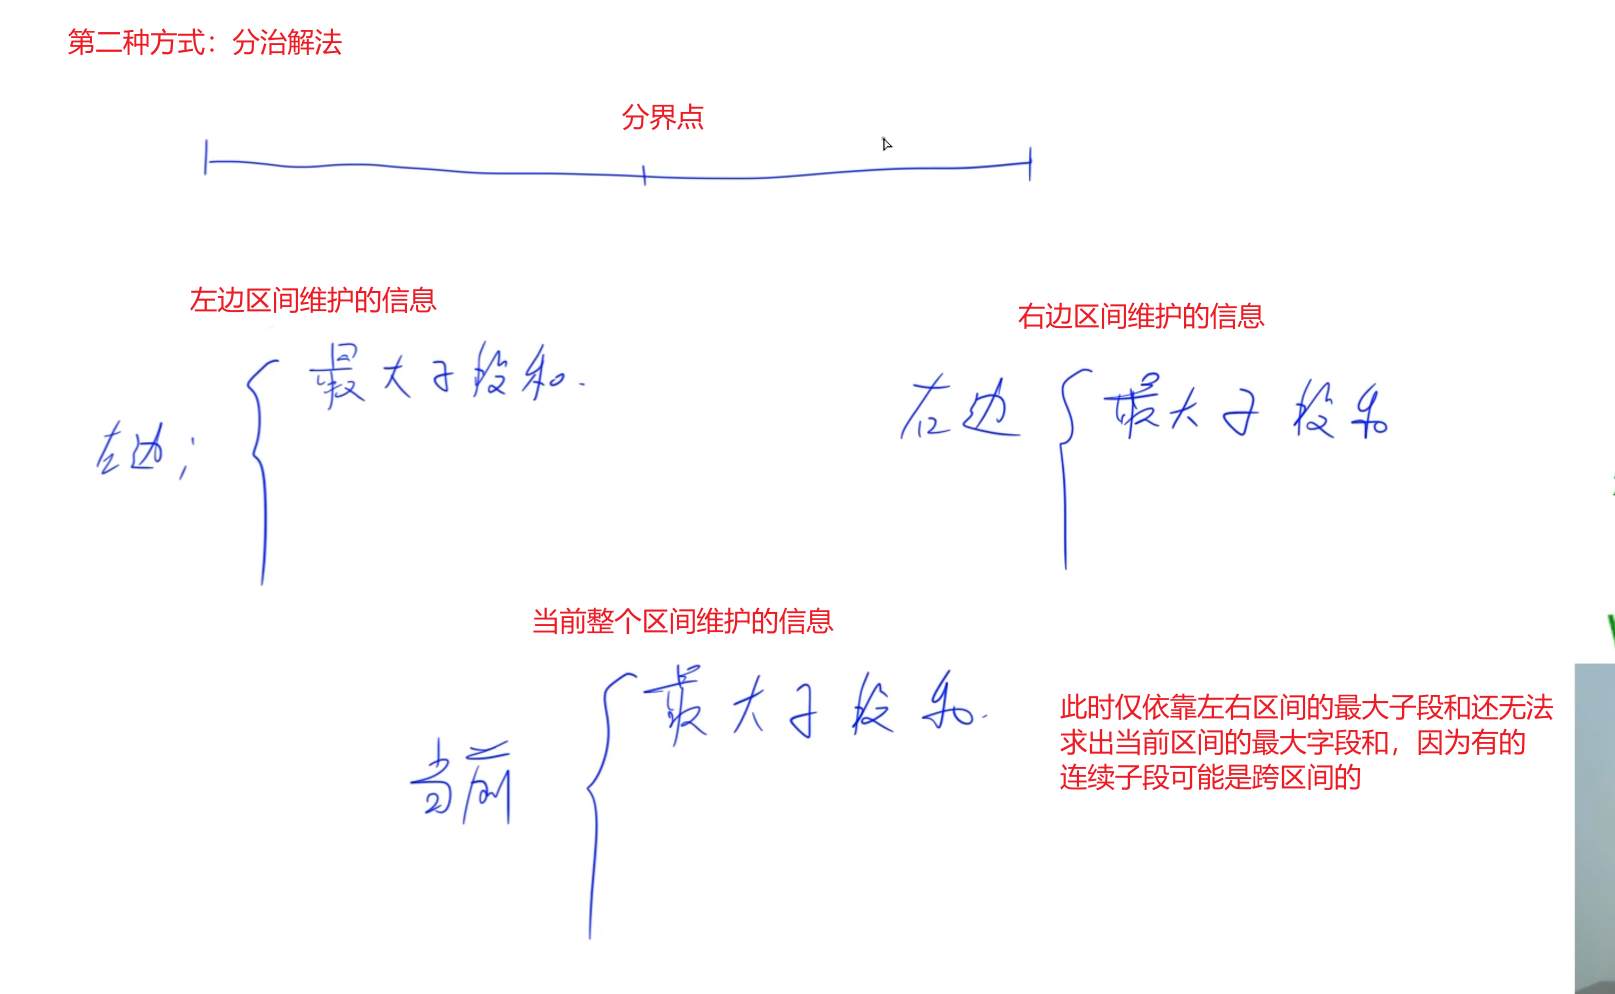 第二种方式：分治解法
分界点
左边区间维护的信息
右边区间维护的信息
最大子段和.
左边；
右边
最大子段和
当前整个区间维护的信息
最大子段和.
当前
此时仅依靠左右区间的最大子段和还无法
求出当前区间的最大字段和，因为有的
连续子段可能是跨区间的